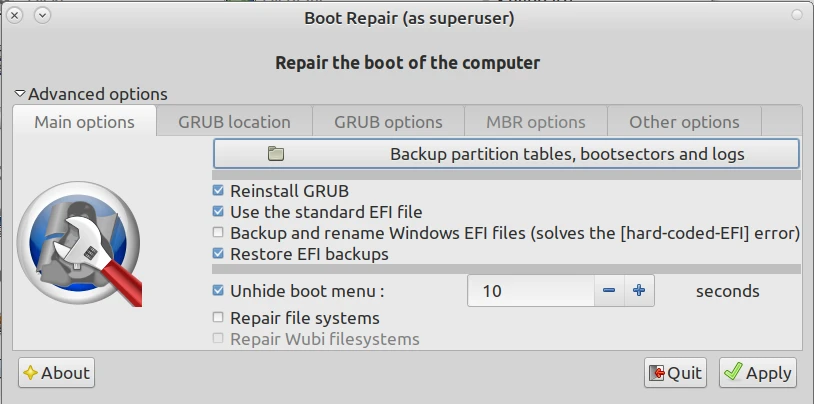 Boot Repair (as superuser)
Repair the boot of the computer
Advanced options
Main options GRUB location GRUB options MBR options Other options
Backup partition tables, bootsectors and logs
Reinstall GRUB
Use the standard EFI file
Backup and rename Windows EFI files (solves the [hard-coded-EFI] error)
Restore EFI backups
Unhide boot menu : 10 seconds
Repair file systems
Repair Wubi filesystems
About Quit Apply